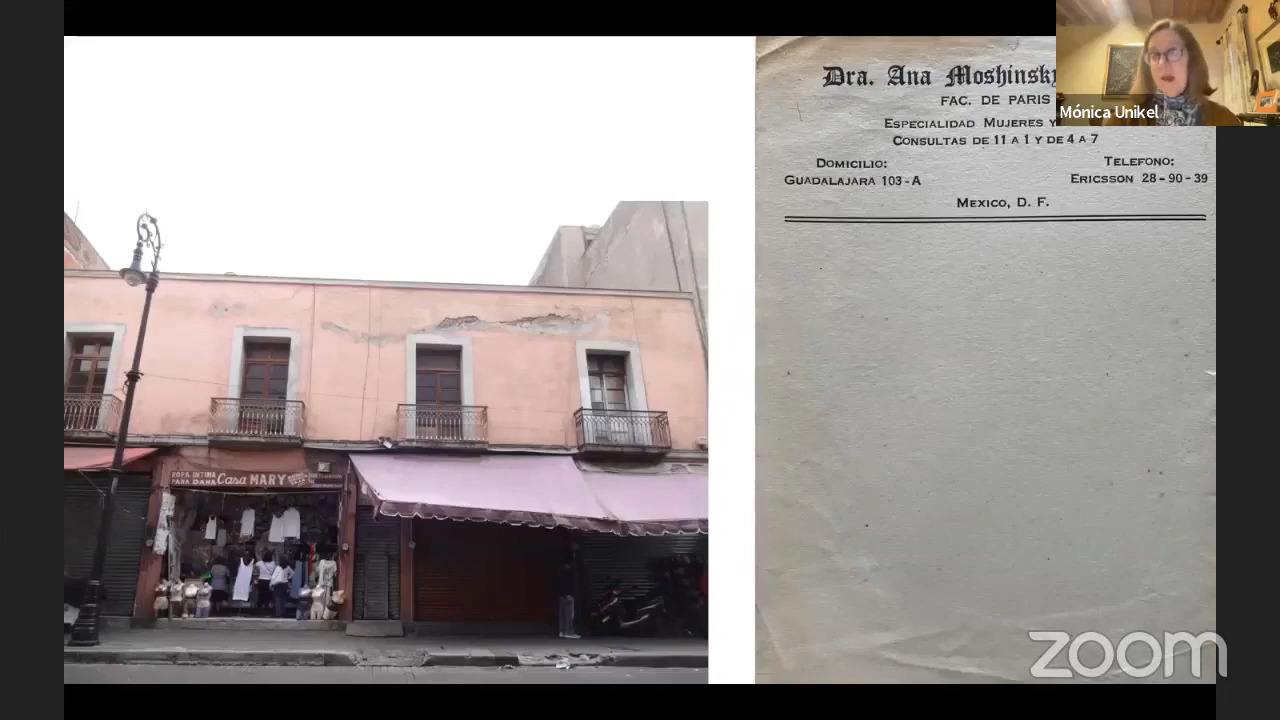 Dra. Ana Moshinsky
FAC. DE PARIS
ESPECIALIDAD MUJERES Y
CONSULTAS DE 11 A 1 Y DE 4 A 7
DOMICILIO:
GUADALAJARA 103-A
TELEFONO:
ERICSSON 28-90-39
MEXICO, D. F.
Mónica Unikel
ROPA INTIMA
PARA DAMA
Casa MARY
zoom